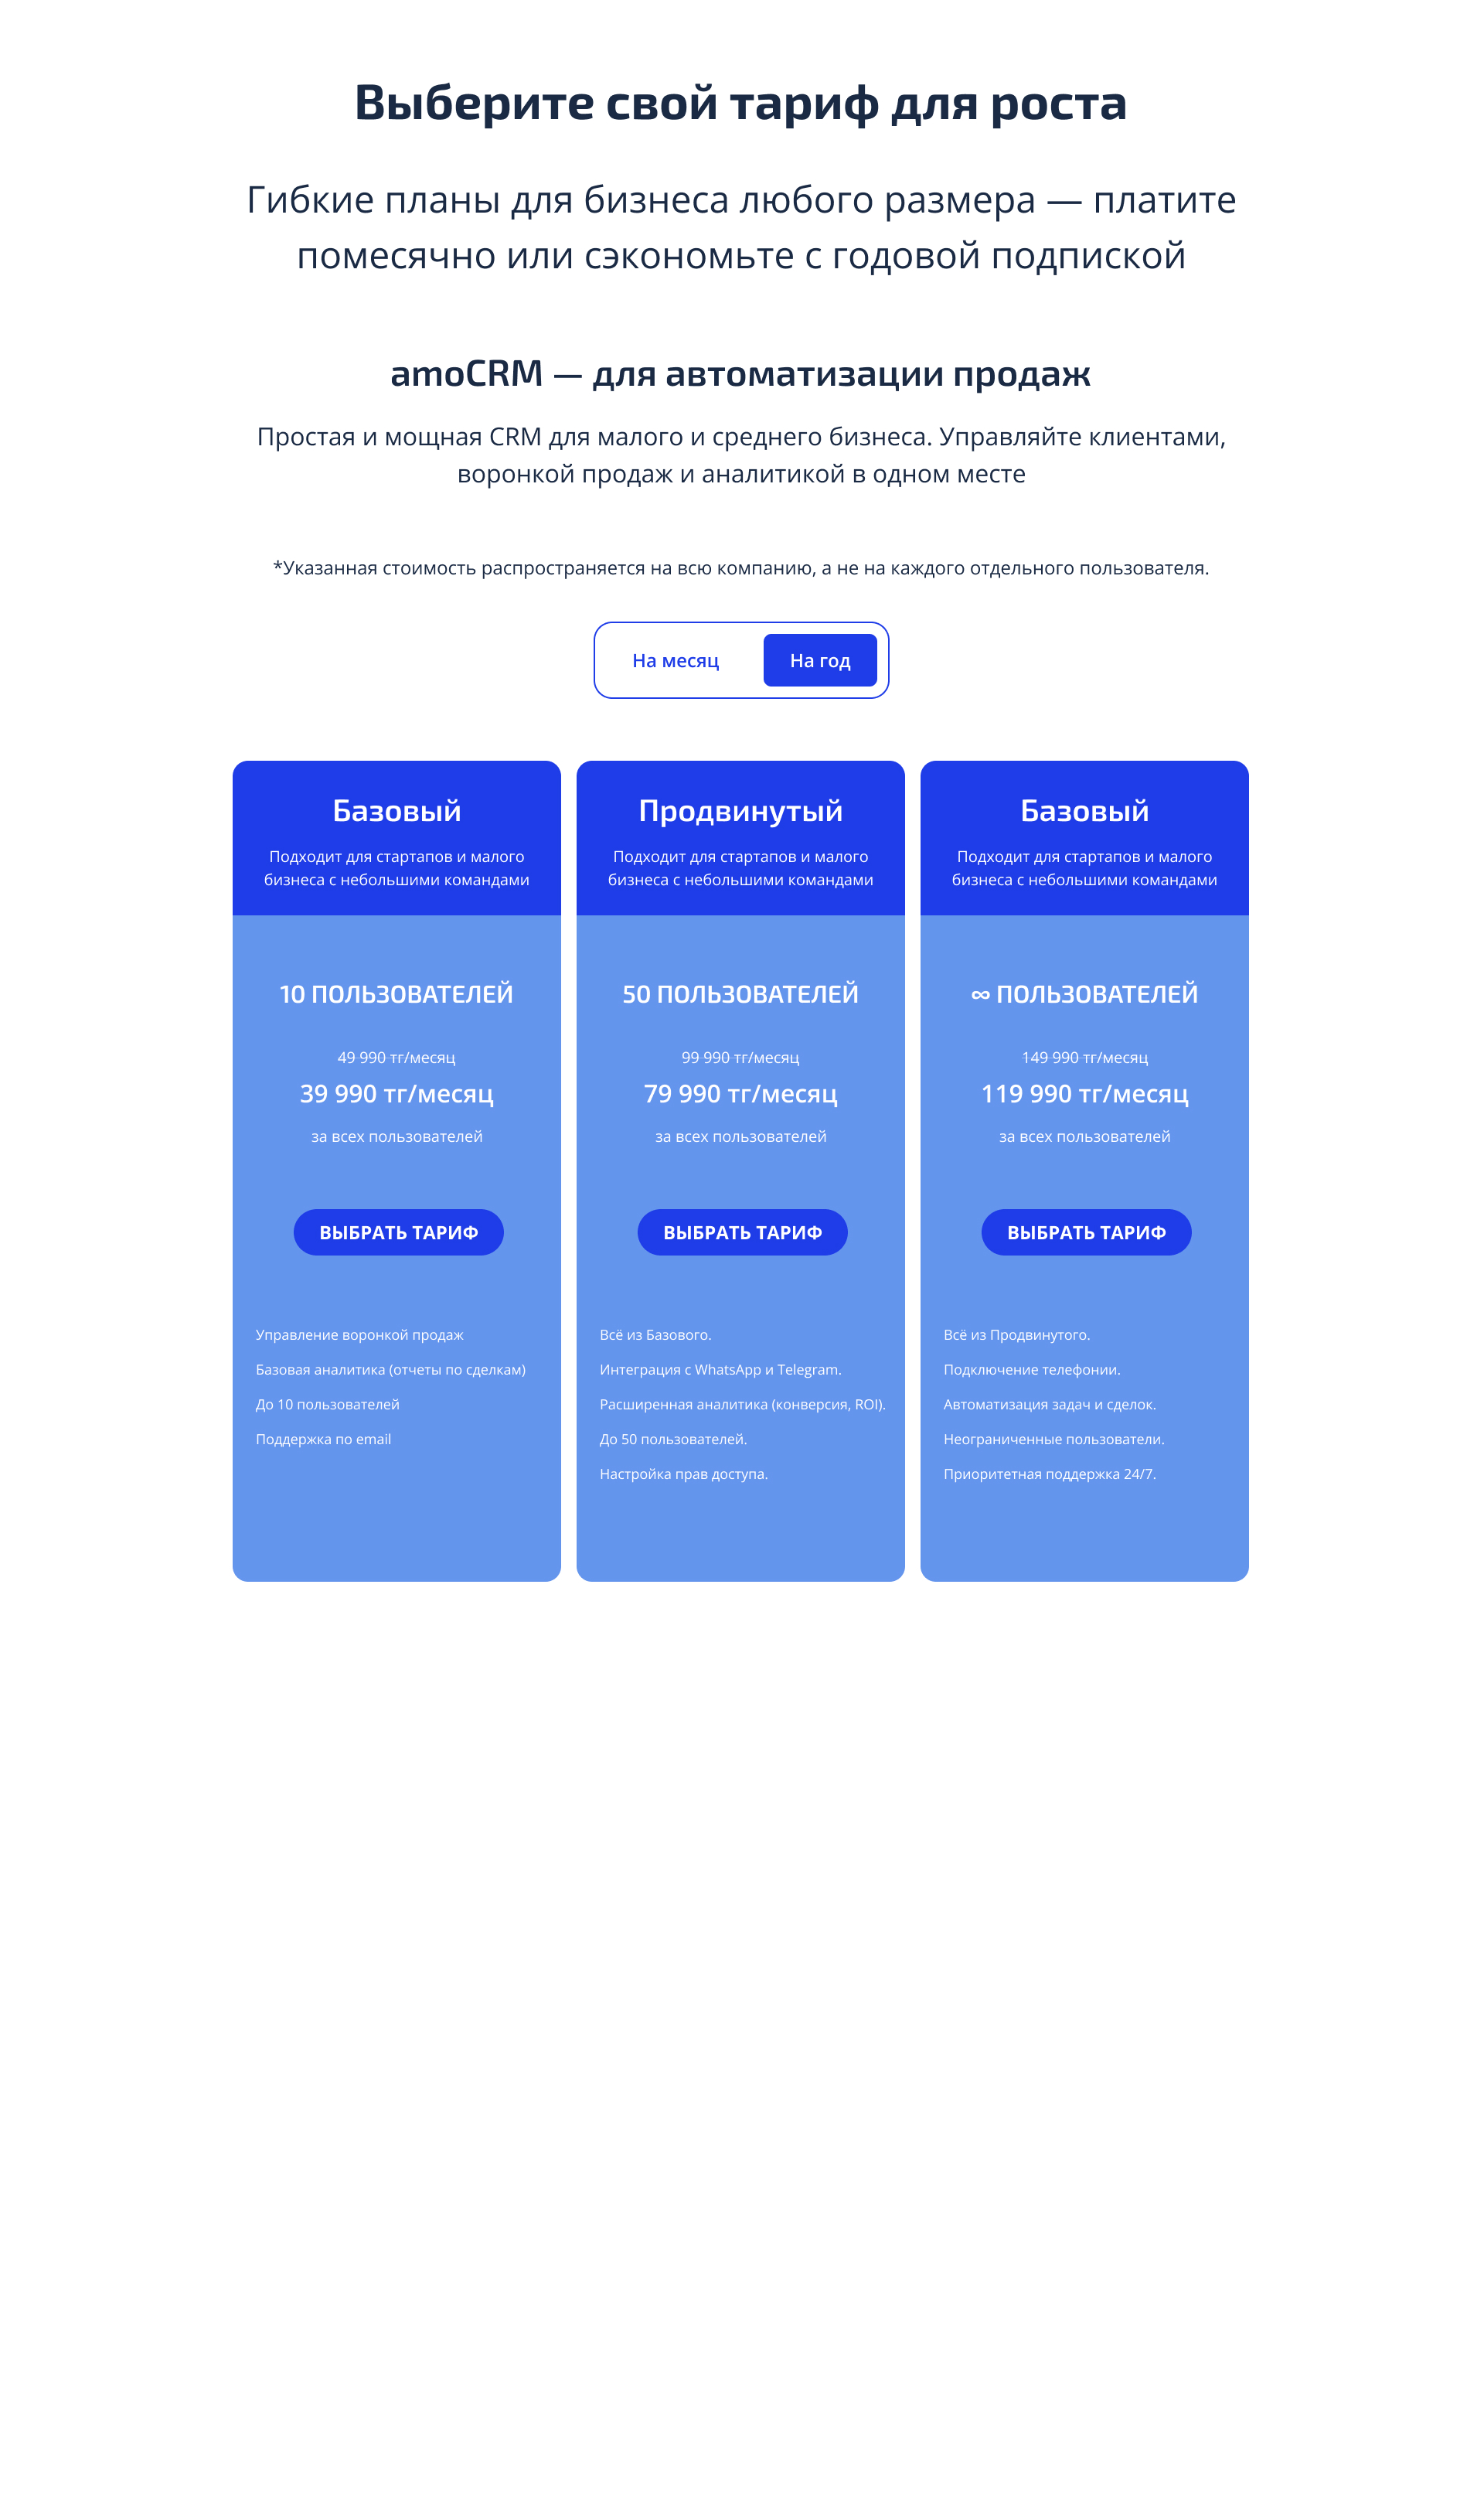 Выберите свой тариф для роста
Гибкие планы для бизнеса любого размера — платите
помесячно или сэкономьте с годовой подпиской
amoCRM — для автоматизации продаж
Простая и мощная CRM для малого и среднего бизнеса. Управляйте клиентами,
воронкой продаж и аналитикой в одном месте
*Указанная стоимость распространяется на всю компанию, а не на каждого отдельного пользователя.
На месяц
На год
Базовый
Подходит для стартапов и малого
бизнеса с небольшими командами
10 ПОЛЬЗОВАТЕЛЕЙ
49 990 тг/месяц
39 990 тг/месяц
за всех пользователей
ВЫБРАТЬ ТАРИФ
Управление воронкой продаж
Базовая аналитика (отчеты по сделкам)
До 10 пользователей
Поддержка по email
Продвинутый
Подходит для стартапов и малого
бизнеса с небольшими командами
50 ПОЛЬЗОВАТЕЛЕЙ
99 990 тг/месяц
79 990 тг/месяц
за всех пользователей
ВЫБРАТЬ ТАРИФ
Всё из Базового.
Интеграция с WhatsApp и Telegram.
Расширенная аналитика (конверсия, ROI).
До 50 пользователей.
Настройка прав доступа.
Базовый
Подходит для стартапов и малого
бизнеса с небольшими командами
∞ ПОЛЬЗОВАТЕЛЕЙ
149 990 тг/месяц
119 990 тг/месяц
за всех пользователей
ВЫБРАТЬ ТАРИФ
Всё из Продвинутого.
Подключение телефонии.
Автоматизация задач и сделок.
Неограниченные пользователи.
Приоритетная поддержка 24/7.